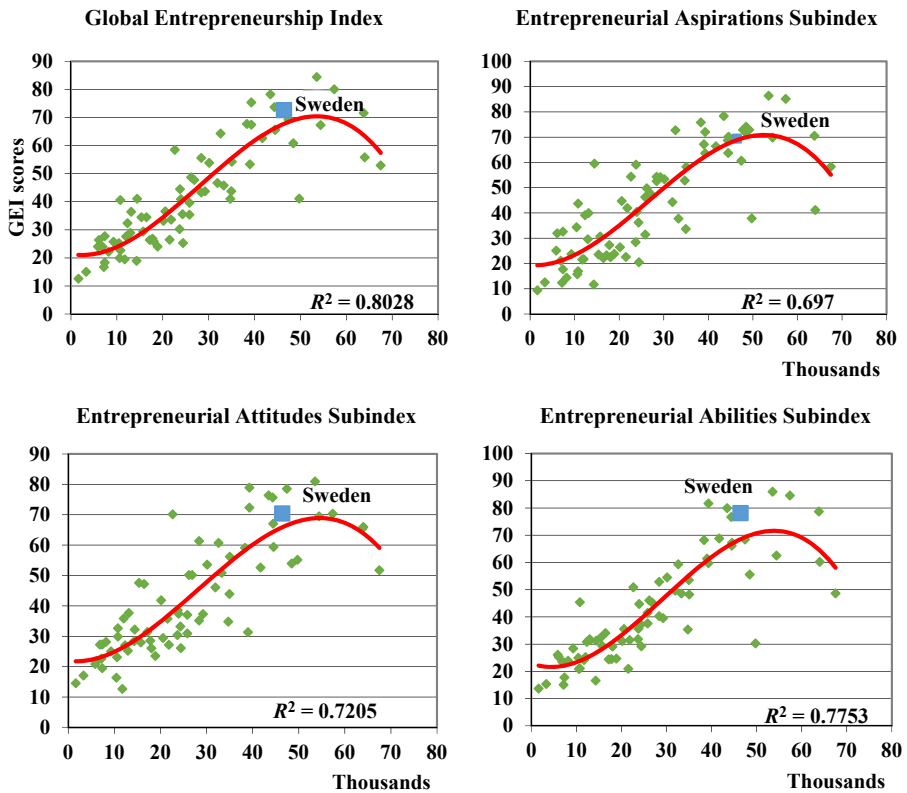 Global Entrepreneurship Index
GEI scores
90
80
70
60
50
40
30
20
10
0
Sweden
R² = 0.8028
0 10 20 30 40 50 60 70 80
Entrepreneurial Aspirations Subindex
100
90
80
70
60
50
40
30
20
10
0
Sweden
R² = 0.697
0 10 20 30 40 50 60 70 80
Thousands
Entrepreneurial Attitudes Subindex
90
80
70
60
50
40
30
20
10
0
Sweden
R² = 0.7205
0 10 20 30 40 50 60 70 80
Thousands
Entrepreneurial Abilities Subindex
100
90
80
70
60
50
40
30
20
10
0
Sweden
R² = 0.7753
0 10 20 30 40 50 60 70 80
Thousands